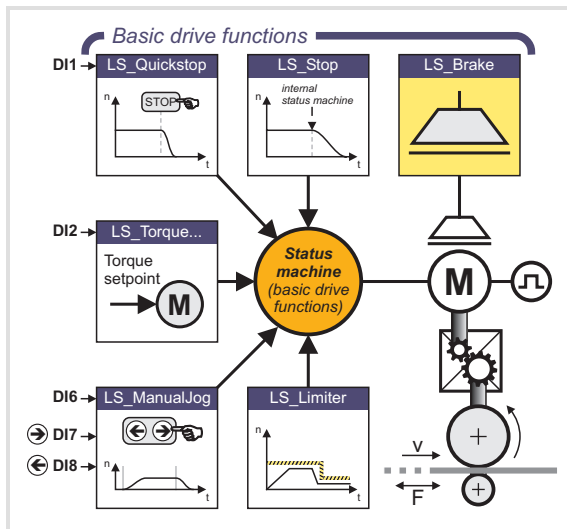 Basic drive functions
DI1
LS_Quickstop
LS_Stop
LS_Brake
n
STOP
t
n
internal
status machine
t
DI2
LS_Torque...
Torque
setpoint
M
Status
machine
(basic drive
functions)
M
DI6
LS_ManualJog
LS_Limiter
DI7
DI8
n
t
n
t
v
F